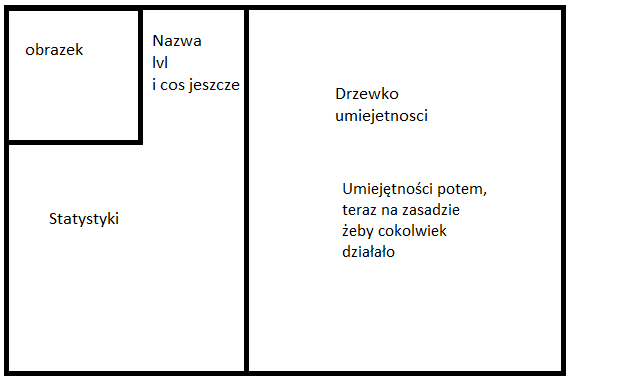 obrazek
Nazwa
lvl
i cos jeszcze
Statystyki
Drzewko
umiejetnosci
Umiejętności potem,
teraz na zasadzie
żeby cokolwiek
działało